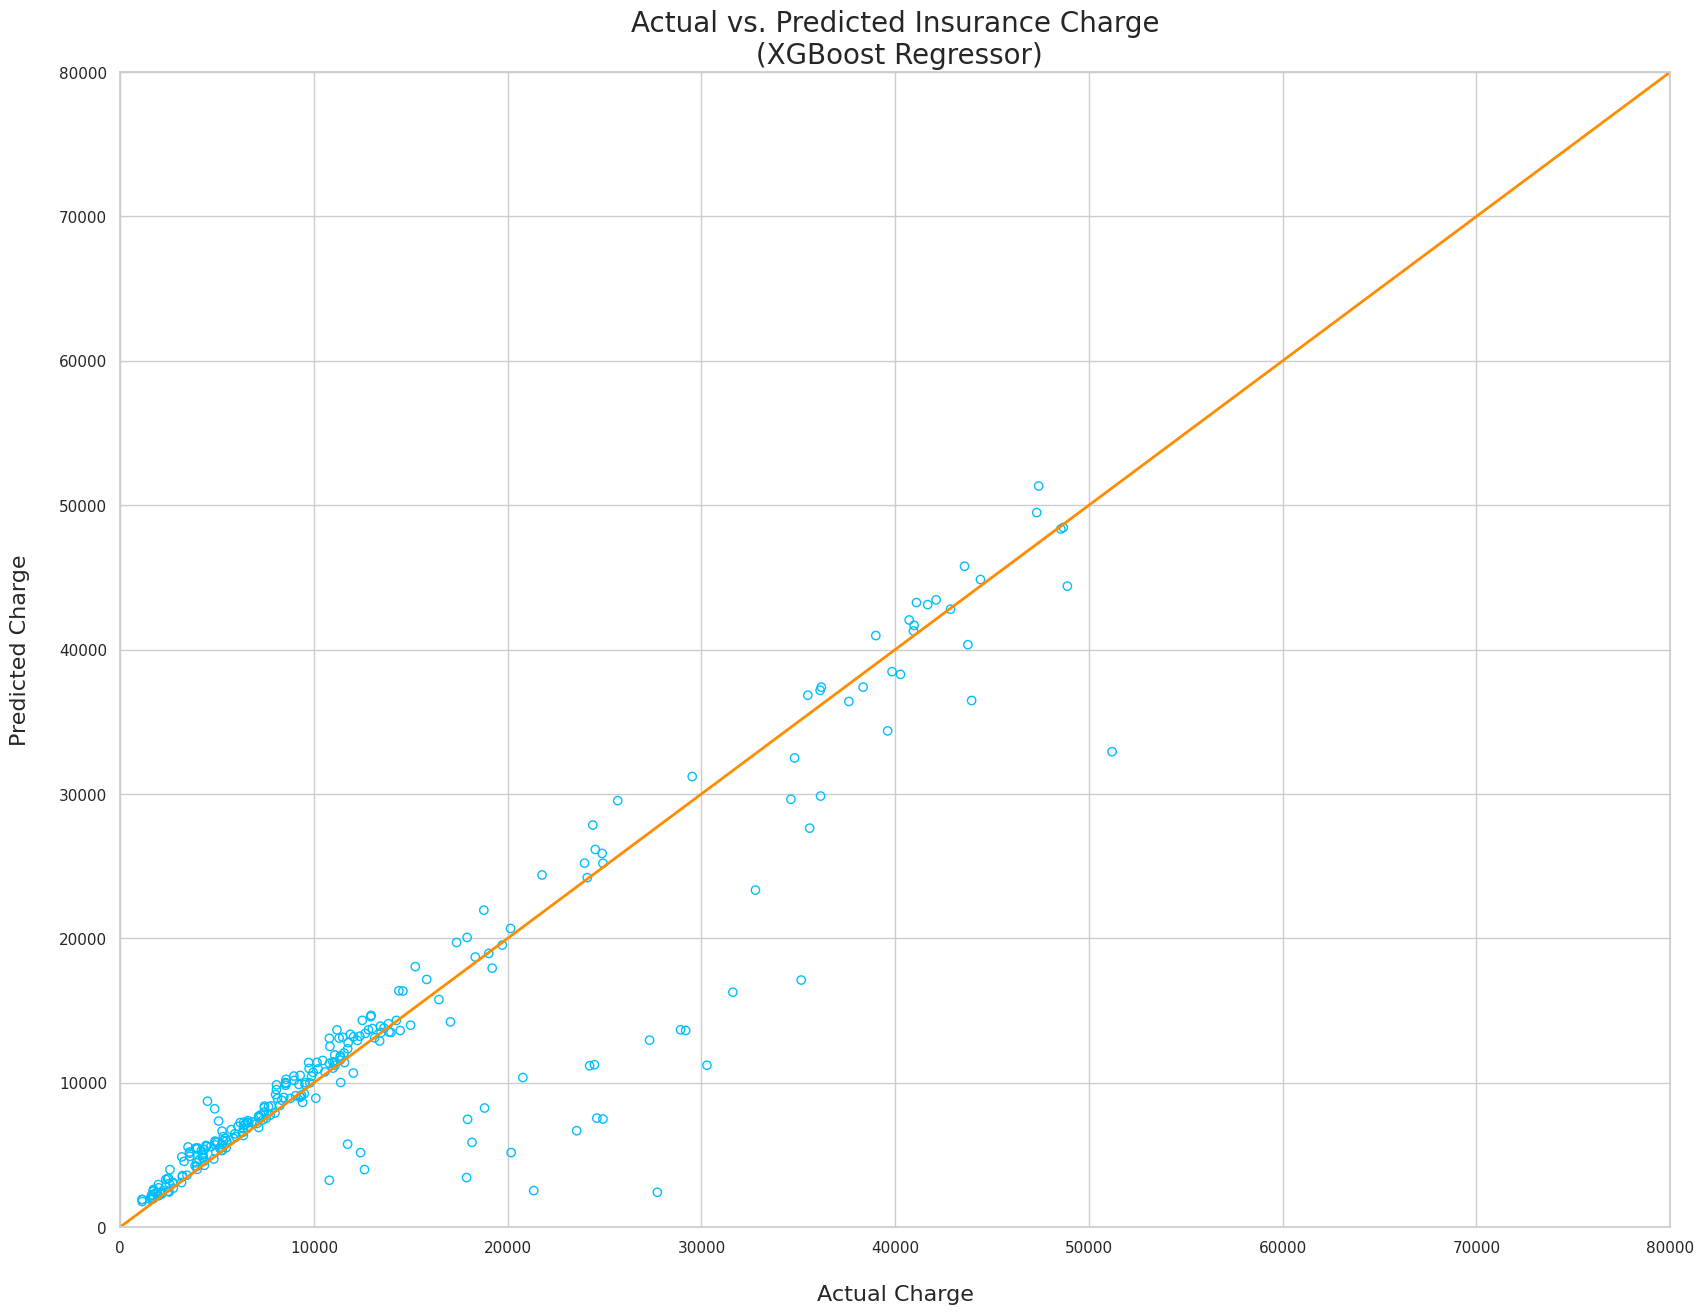 Actual vs. Predicted Insurance Charge
(XGBoost Regressor)
80000
70000
60000
50000
40000
30000
20000
10000
0
Predicted Charge
0 10000 20000 30000 40000 50000 60000 70000 80000
Actual Charge